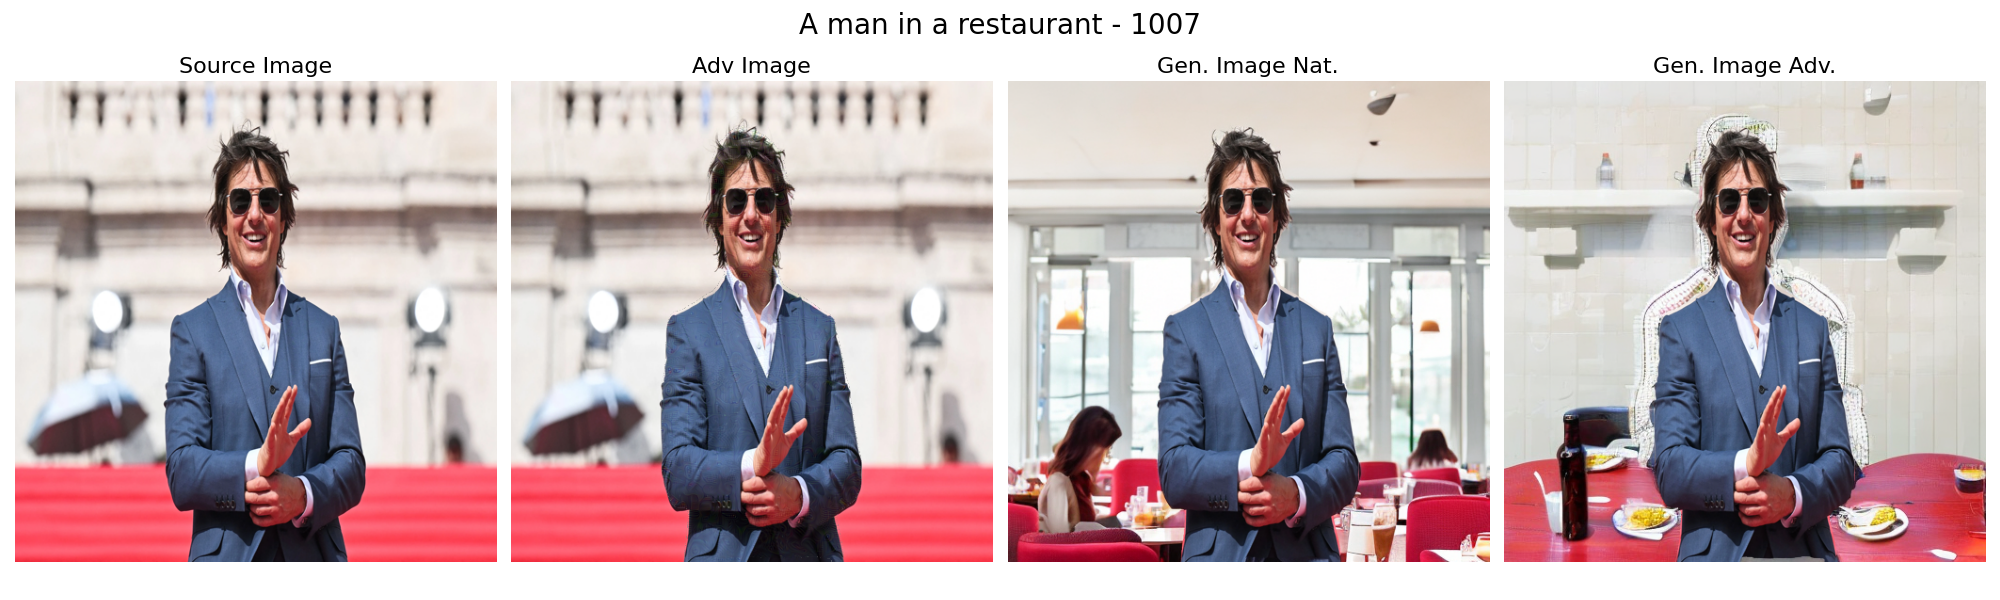 A man in a restaurant - 1007
Source Image
Adv Image
Gen. Image Nat.
Gen. Image Adv.